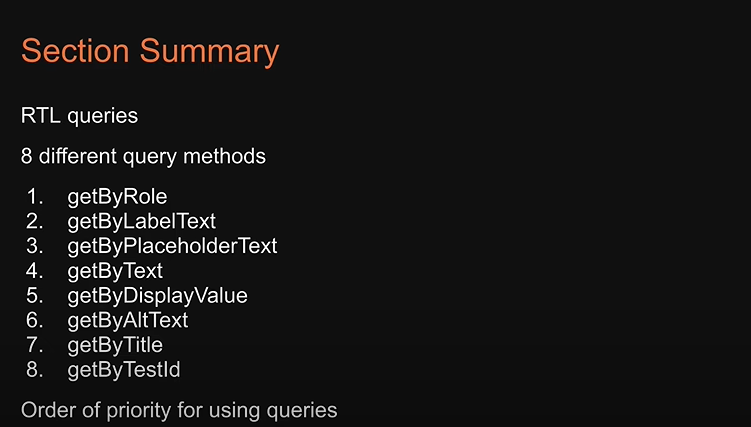 Section Summary
RTL queries
8 different query methods
1. getByRole
2. getByLabelText
3. getByPlaceholderText
4. getByText
5. getByDisplayValue
6. getByAltText
7. getByTitle
8. getByTestId
Order of priority for using queries